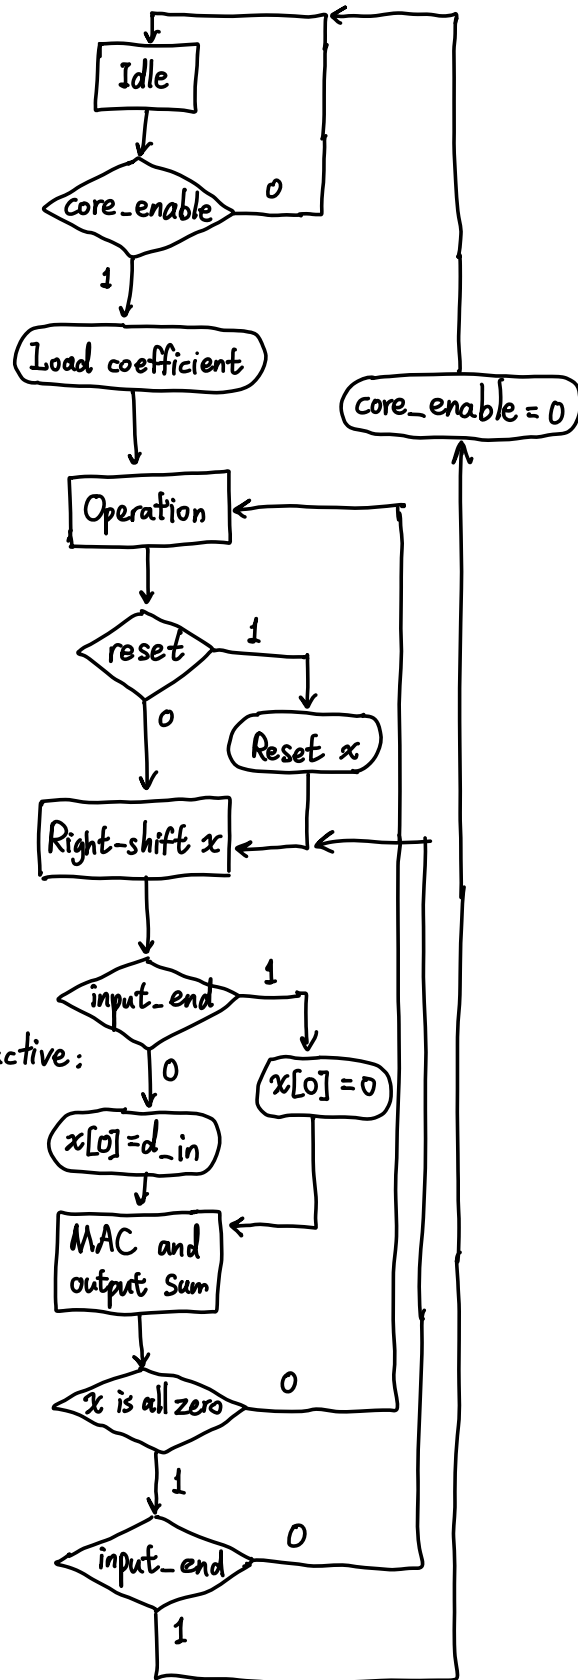 Idle
core_enable
0
1
Load coefficient
core_enable = 0
Operation
reset
1
0
Reset x
Right-shift x
input_end
1
active:
0
x[0] = 0
x[0] = d_in
MAC and
output sum
x is all zero
0
1
input_end
0
1